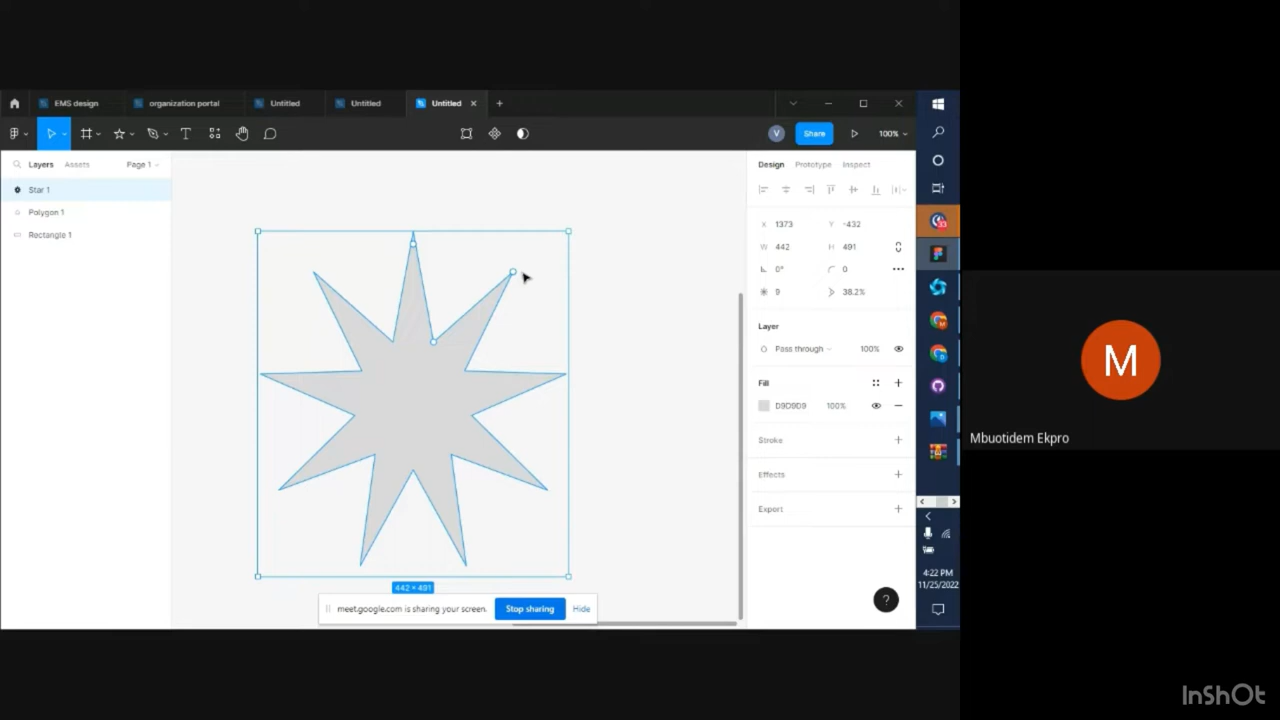 EMS design
organization portal
Untitled
Untitled
Untitled
V
Share
100%
Layers
Assets
Page 1
Design
Prototype
Inspect
Star 1
Polygon 1
Rectangle 1
X 1373
Y -432
W 442
H 491
0°
0
9
38.2%
Layer
Pass through
100%
Fill
D9D9D9
100%
Stroke
Effects
Export
442 × 491
meet.google.com is sharing your screen.
Stop sharing
Hide
?
4:22 PM
11/25/2022
M
Mbuotidem Ekpro
InShOt